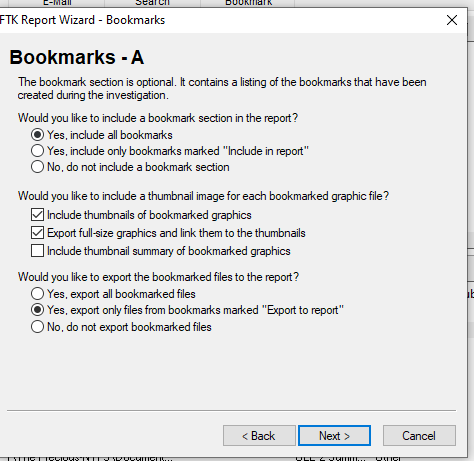 E-Mail Search Bookmark
FTK Report Wizard - Bookmarks
Bookmarks - A
The bookmark section is optional. It contains a listing of the bookmarks that have been
created during the investigation.
Would you like to include a bookmark section in the report?
Yes, include all bookmarks
Yes, include only bookmarks marked "Include in report"
No, do not include a bookmark section
Would you like to include a thumbnail image for each bookmarked graphic file?
Include thumbnails of bookmarked graphics
Export full-size graphics and link them to the thumbnails
Include thumbnail summary of bookmarked graphics
Would you like to export the bookmarked files to the report?
Yes, export all bookmarked files
Yes, export only files from bookmarks marked "Export to report"
No, do not export bookmarked files
< Back Next > Cancel